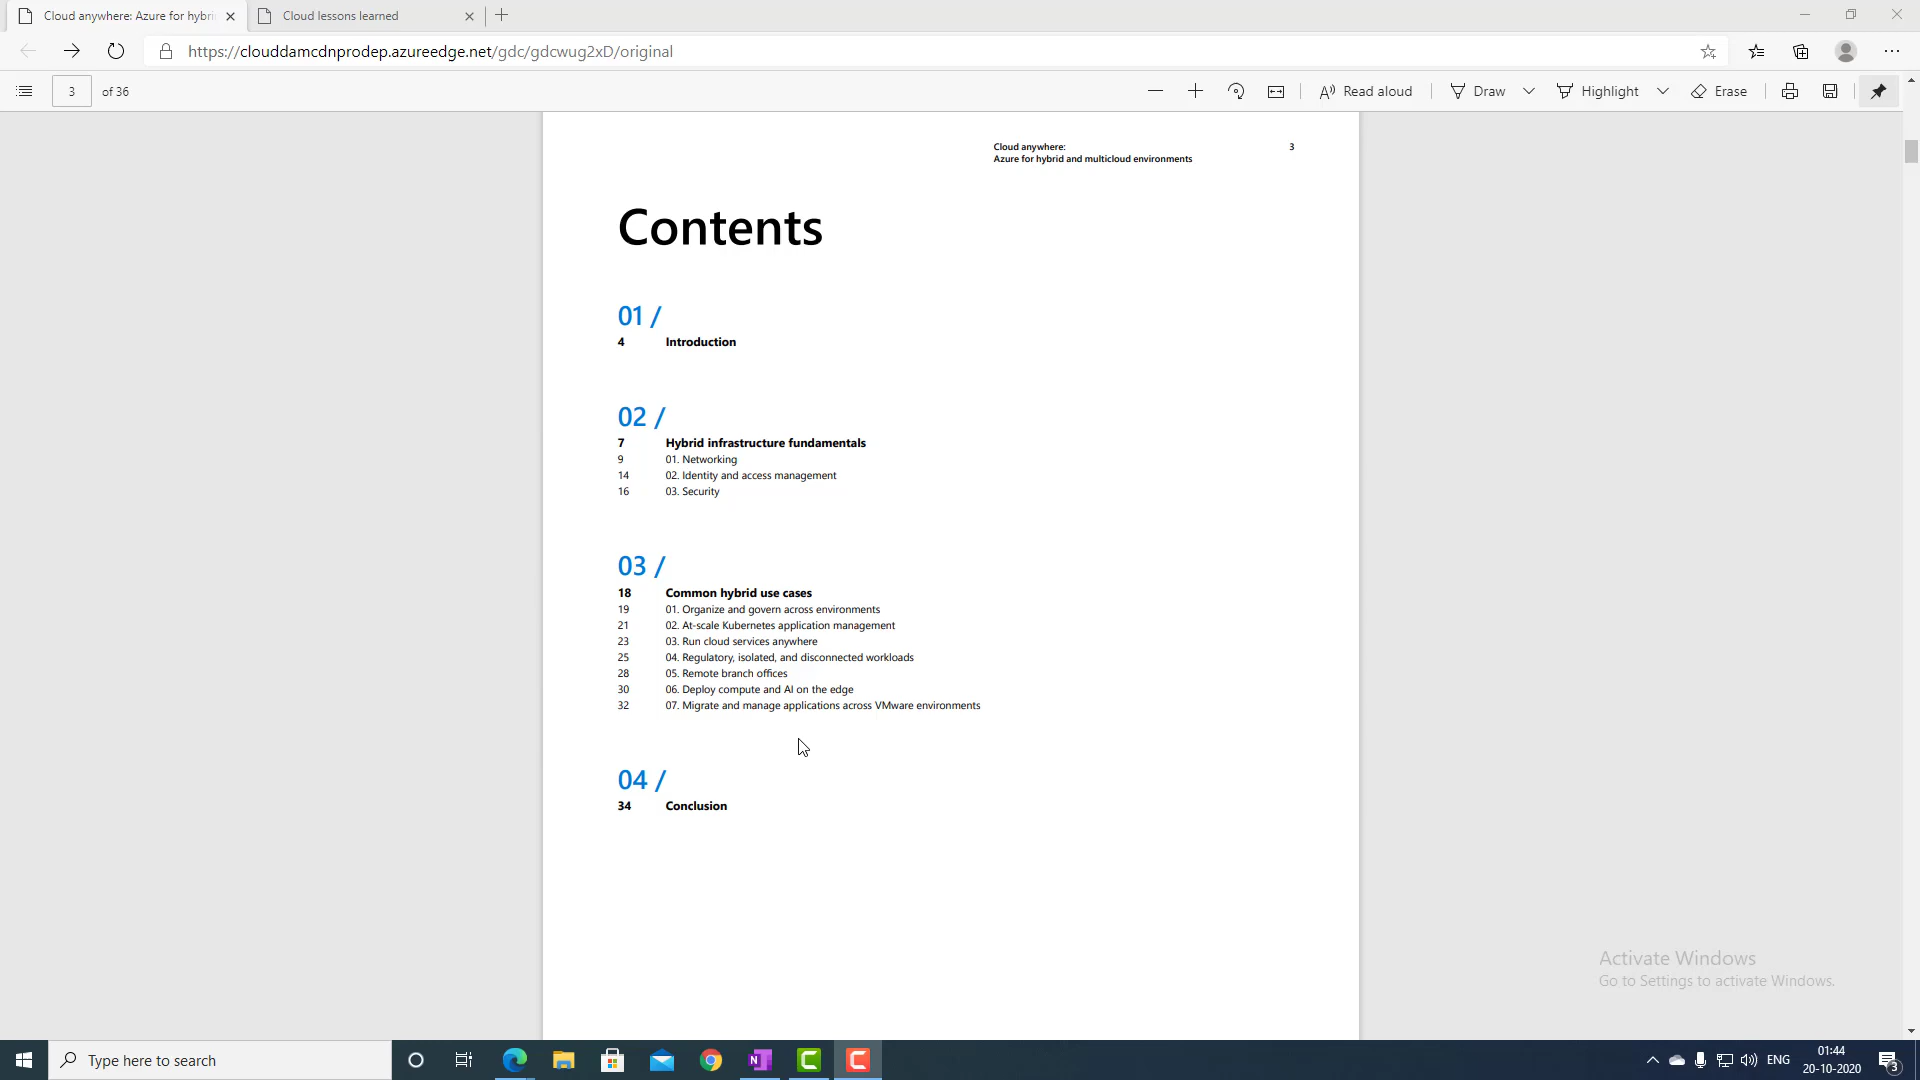 Cloud anywhere: Azure for hybri
Cloud lessons learned
https://clouddamcdnprodep.azureedge.net/gdc/gdcwug2xD/original
3 of 36
Read aloud
Draw
Highlight
Erase
Cloud anywhere: 3
Azure for hybrid and multicloud environments
Contents
01 /
4 Introduction
02 /
7 Hybrid infrastructure fundamentals
9 01. Networking
14 02. Identity and access management
16 03. Security
03 /
18 Common hybrid use cases
19 01. Organize and govern across environments
21 02. At-scale Kubernetes application management
23 03. Run cloud services anywhere
25 04. Regulatory, isolated, and disconnected workloads
28 05. Remote branch offices
30 06. Deploy compute and AI on the edge
32 07. Migrate and manage applications across VMware environments
04 /
34 Conclusion
Activate Windows
Go to Settings to activate Windows.
Type here to search
N
ENG
01:44
20-10-2020
3